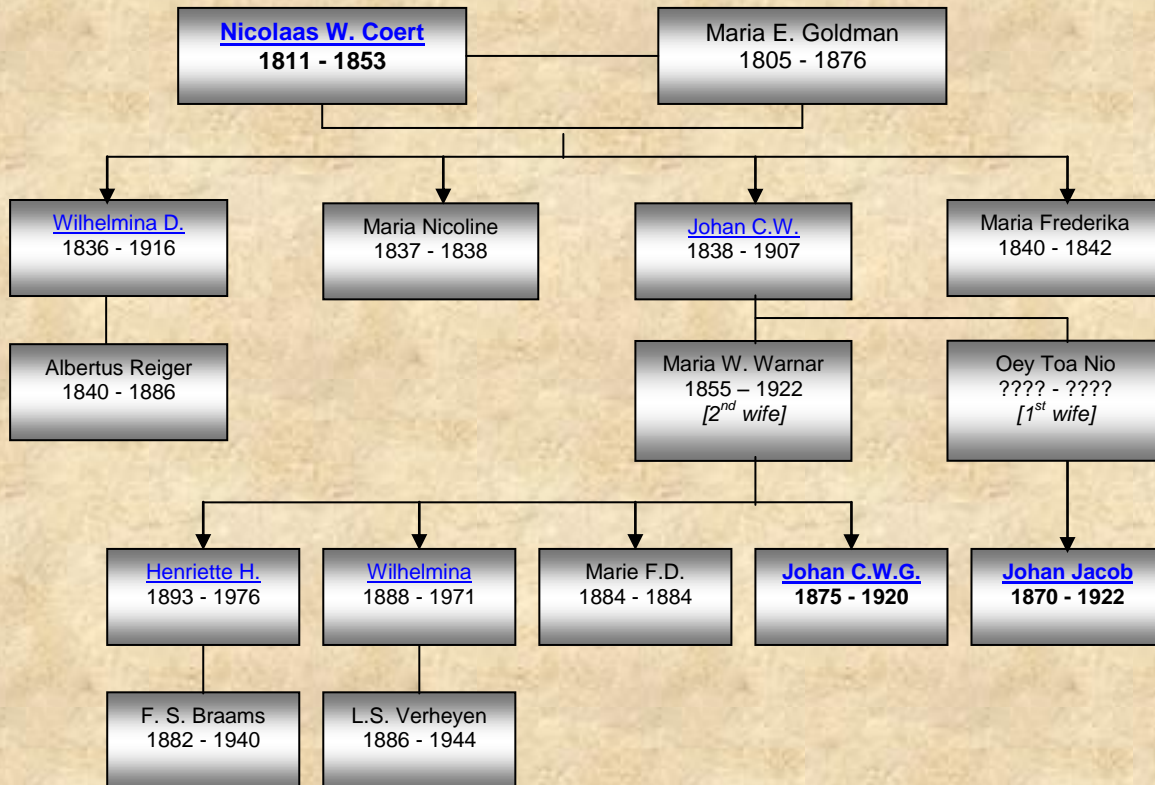 Nicolaas W. Coert
1811 - 1853
Maria E. Goldman
1805 - 1876
Wilhelmina D.
1836 - 1916
Maria Nicoline
1837 - 1838
Johan C.W.
1838 - 1907
Maria Frederika
1840 - 1842
Albertus Reiger
1840 - 1886
Maria W. Warnar
1855 – 1922
[2nd wife]
Oey Toa Nio
???? - ????
[1st wife]
Henriette H.
1893 - 1976
Wilhelmina
1888 - 1971
Marie F.D.
1884 - 1884
Johan C.W.G.
1875 - 1920
Johan Jacob
1870 - 1922
F. S. Braams
1882 - 1940
L.S. Verheyen
1886 - 1944